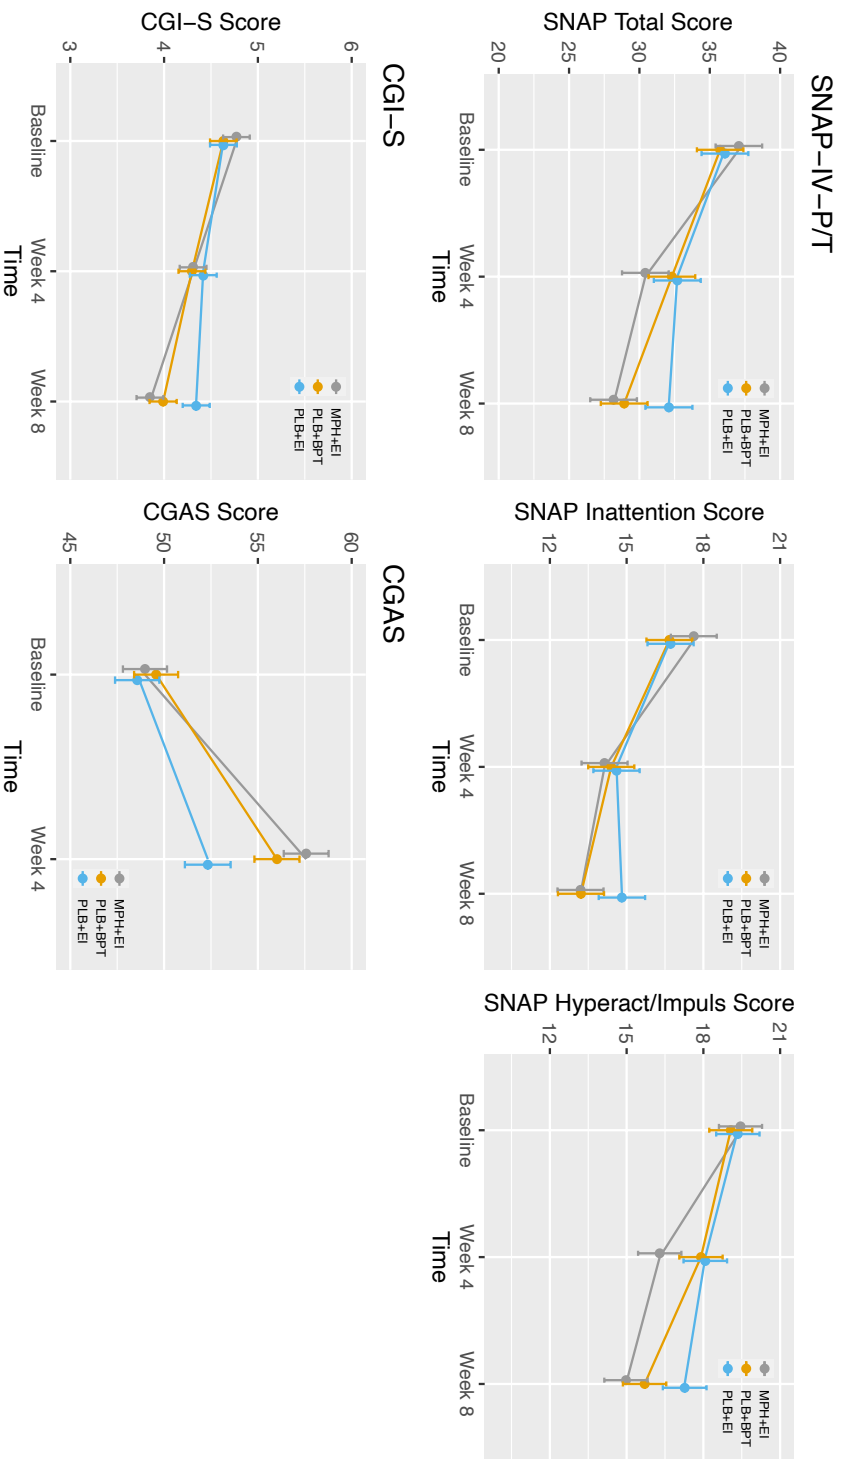 SNAP−IV−P/T
SNAP Total Score
40
35
30
25
20
Baseline
Week 4
Week 8
Time
MPH+EI
PLB+BPT
PLB+EI
SNAP Inattention Score
21
18
15
12
Baseline
Week 4
Week 8
Time
MPH+EI
PLB+BPT
PLB+EI
SNAP Hyperact/Impuls Score
21
18
15
12
Baseline
Week 4
Week 8
Time
MPH+EI
PLB+BPT
PLB+EI
CGI−S
CGI−S Score
6
5
4
3
Baseline
Week 4
Week 8
Time
MPH+EI
PLB+BPT
PLB+EI
CGAS
CGAS Score
60
55
50
45
Baseline
Week 4
Time
MPH+EI
PLB+BPT
PLB+EI